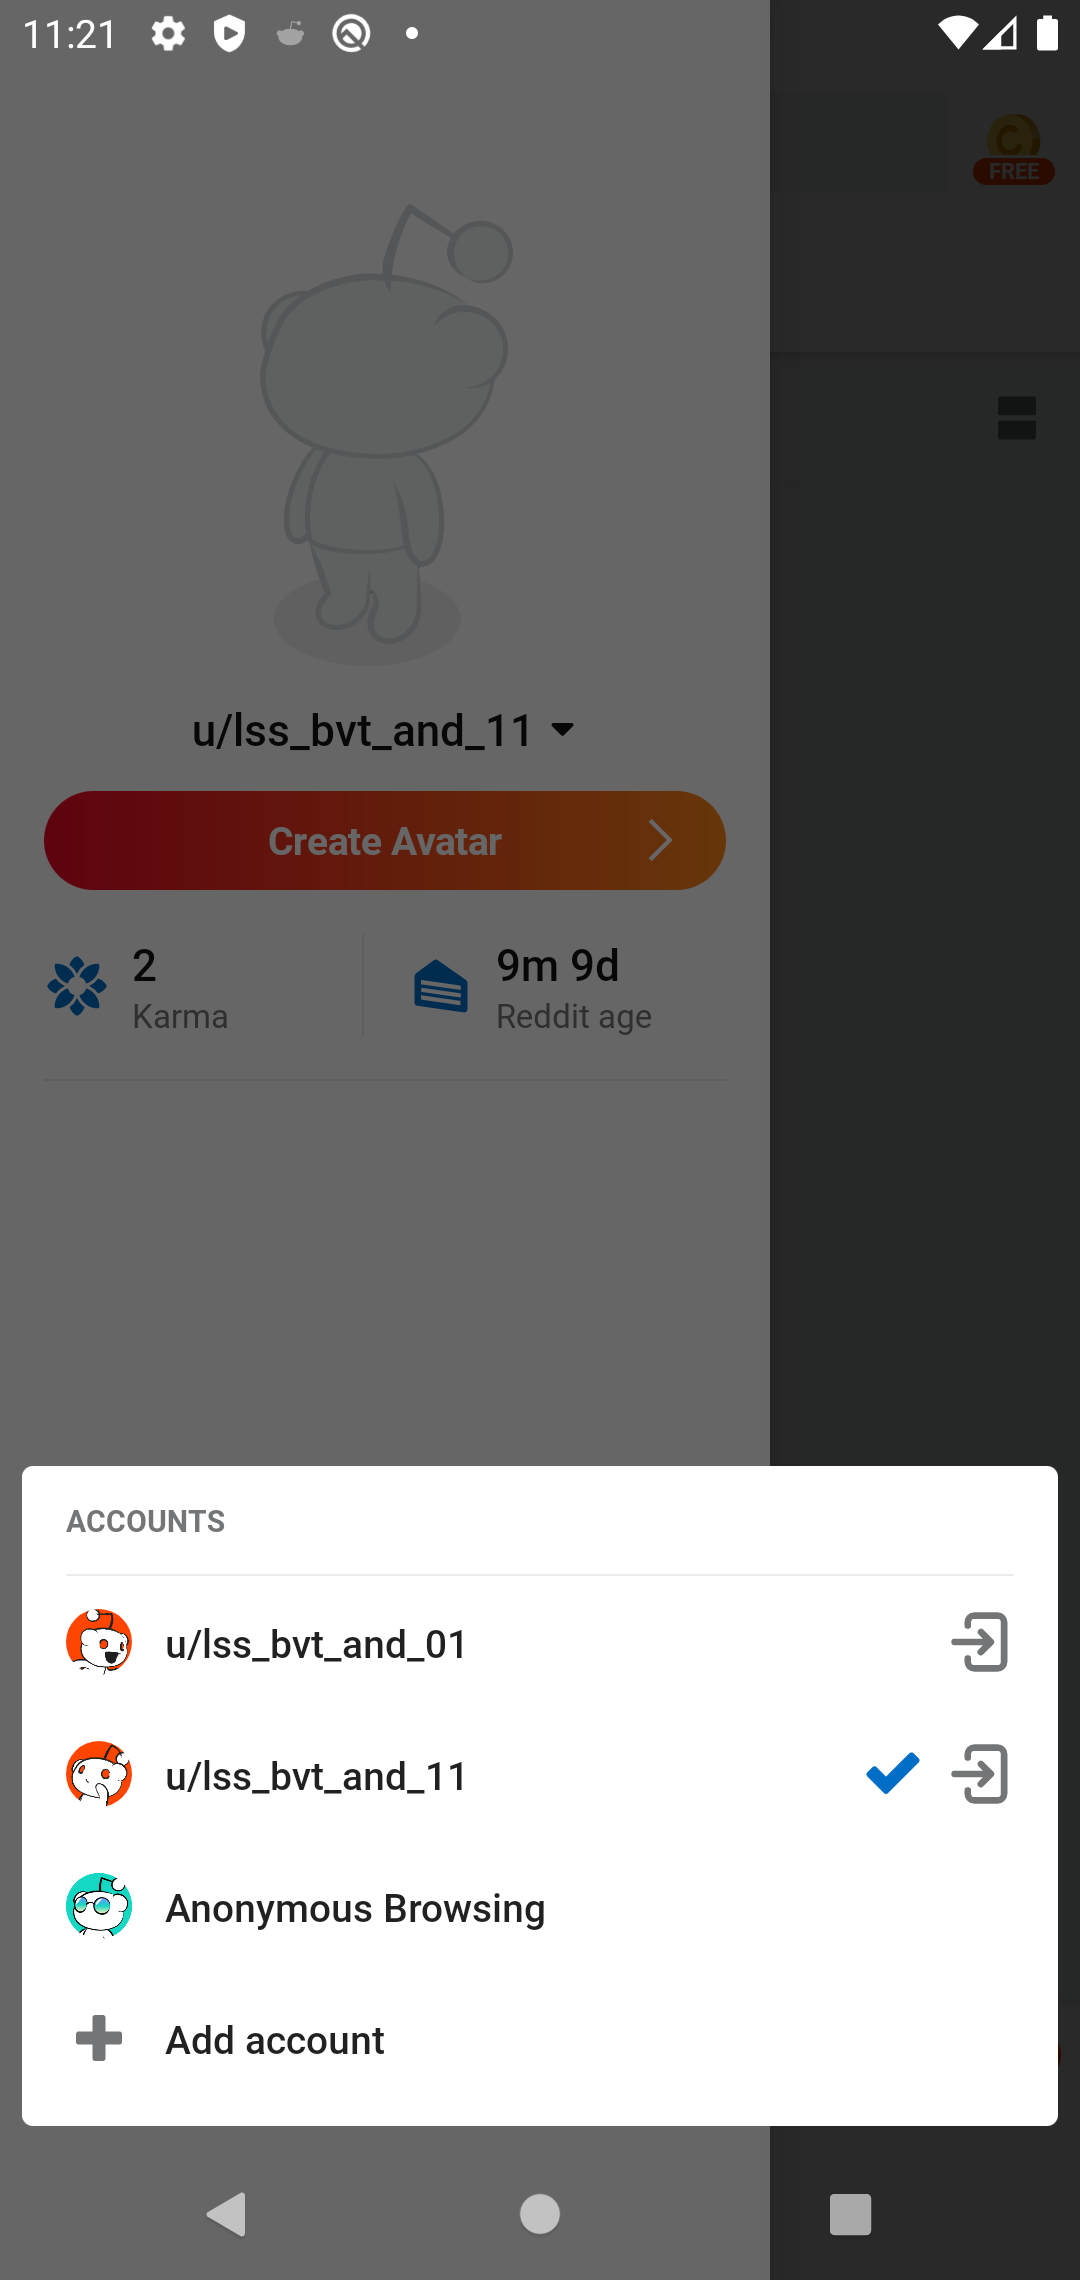 11:21
FREE
u/lss_bvt_and_11
Create Avatar
2
Karma
9m 9d
Reddit age
ACCOUNTS
u/lss_bvt_and_01
u/lss_bvt_and_11
Anonymous Browsing
Add account